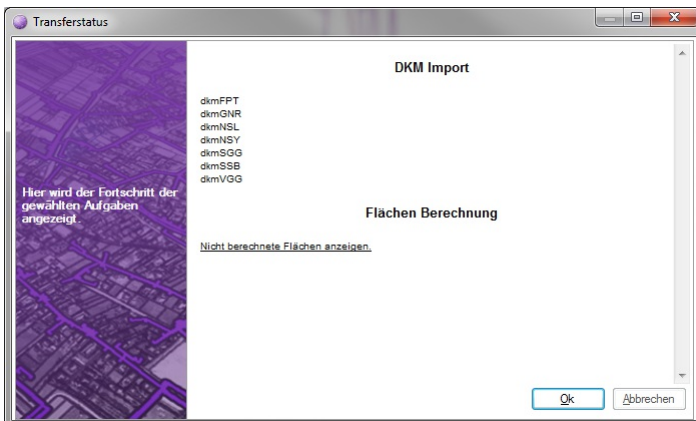 Transferstatus
DKM Import
dkmFPT
dkmGNR
dkmNSL
dkmNSY
dkmSGG
dkmSSB
dkmVGG
Hier wird der Fortschritt der
gewählten Aufgaben
angezeigt.
Flächen Berechnung
Nicht berechnete Flächen anzeigen.
Ok
Abbrechen